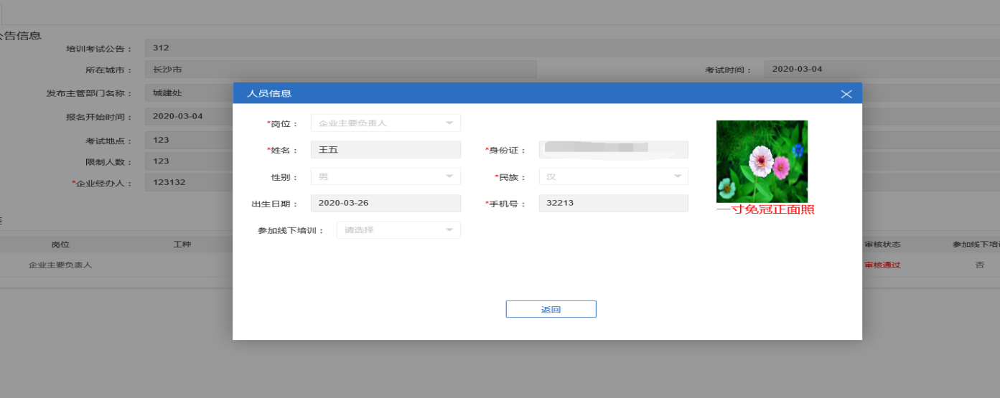 公告信息
培训考试公告： 312
所在城市： 长沙市 考试时间： 2020-03-04
发布主管部门名称： 城建处
报名开始时间： 2020-03-04
考试地点： 123
限制人数： 123
*企业经办人： 123132
人员信息
*岗位： 企业主要负责人
*姓名： 王五 *身份证：
性别： 男 *民族： 汉
出生日期： 2020-03-26 *手机号： 32213
参加线下培训： 请选择
一寸免冠正面照
返回
岗位 工种 审核状态 参加线下培训
企业主要负责人 审核通过 否